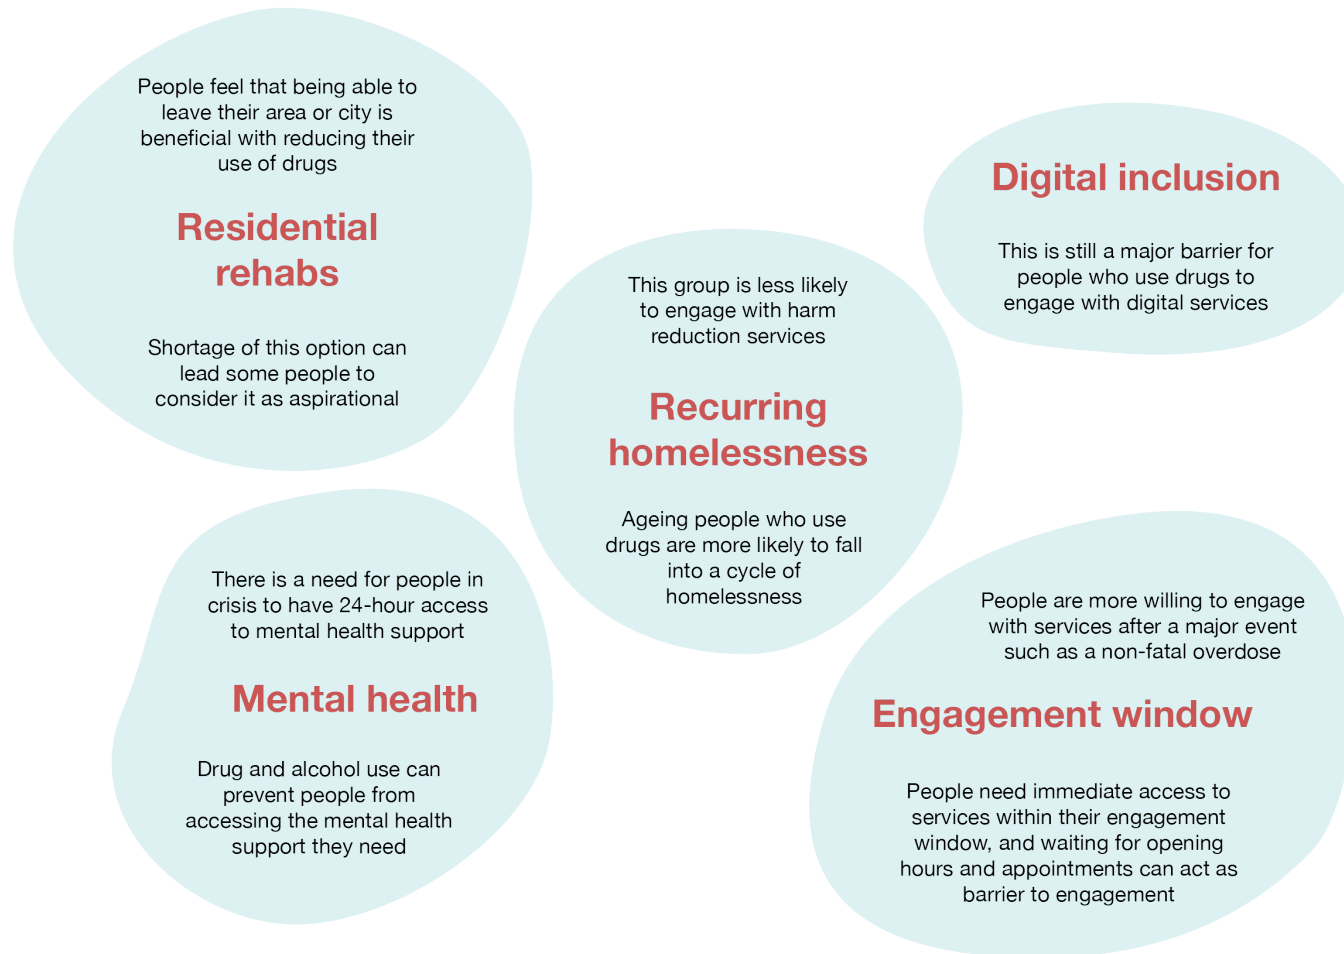 People feel that being able to
leave their area or city is
beneficial with reducing their
use of drugs
Residential
rehabs
Shortage of this option can
lead some people to
consider it as aspirational
Digital inclusion
This is still a major barrier for
people who use drugs to
engage with digital services
This group is less likely
to engage with harm
reduction services
Recurring
homelessness
Ageing people who use
drugs are more likely to fall
into a cycle of
homelessness
There is a need for people in
crisis to have 24-hour access
to mental health support
Mental health
Drug and alcohol use can
prevent people from
accessing the mental health
support they need
People are more willing to engage
with services after a major event
such as a non-fatal overdose
Engagement window
People need immediate access to
services within their engagement
window, and waiting for opening
hours and appointments can act as
barrier to engagement